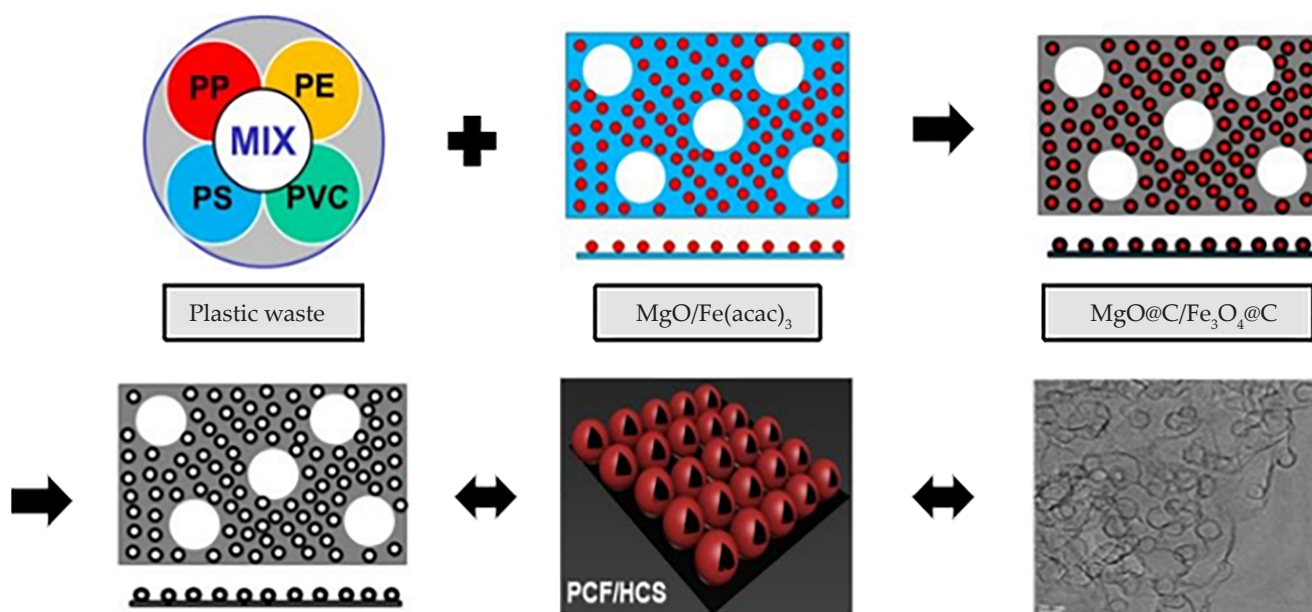 PP
PE
MIX
PS
PVC
Plastic waste
MgO/Fe(acac)₃
MgO@C/Fe₃O₄@C
PCF/HCS